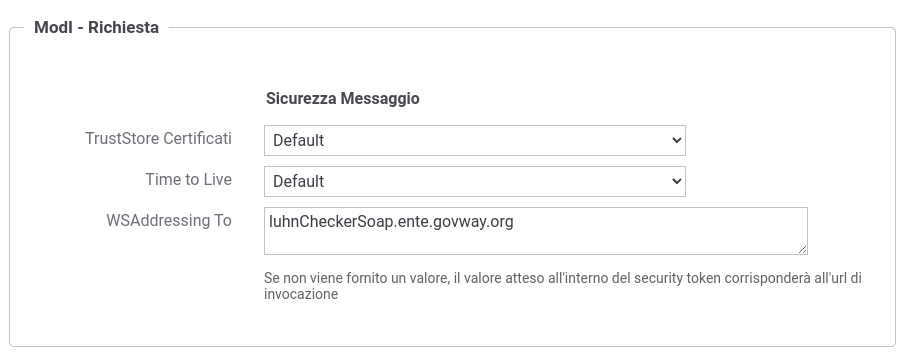 ModI - Richiesta
Sicurezza Messaggio
TrustStore Certificati
Default
Time to Live
Default
WSAddressing To
luhnCheckerSoap.ente.govway.org
Se non viene fornito un valore, il valore atteso all'interno del security token corrisponderà all'url di
invocazione